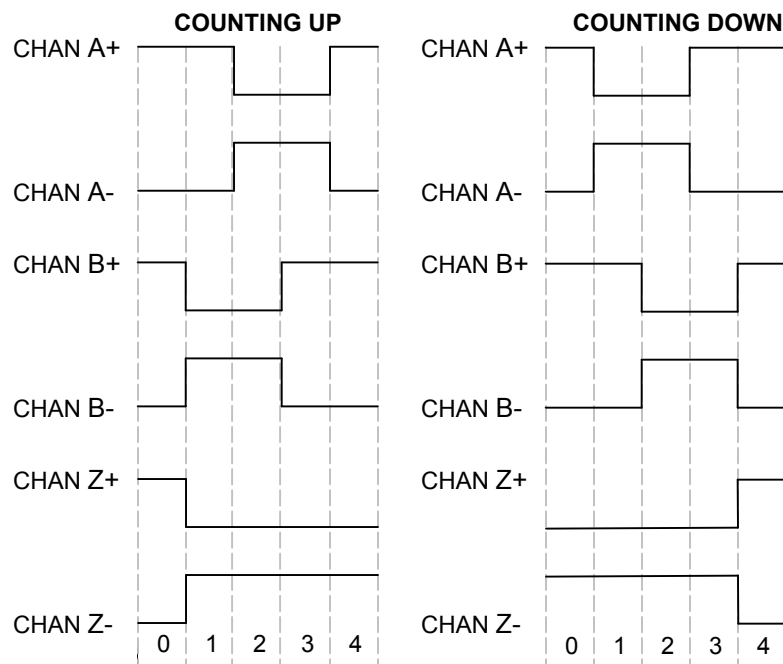 COUNTING UP
CHAN A+
CHAN A-
CHAN B+
CHAN B-
CHAN Z+
CHAN Z-
0 1 2 3 4
COUNTING DOWN
CHAN A+
CHAN A-
CHAN B+
CHAN B-
CHAN Z+
CHAN Z-
0 1 2 3 4